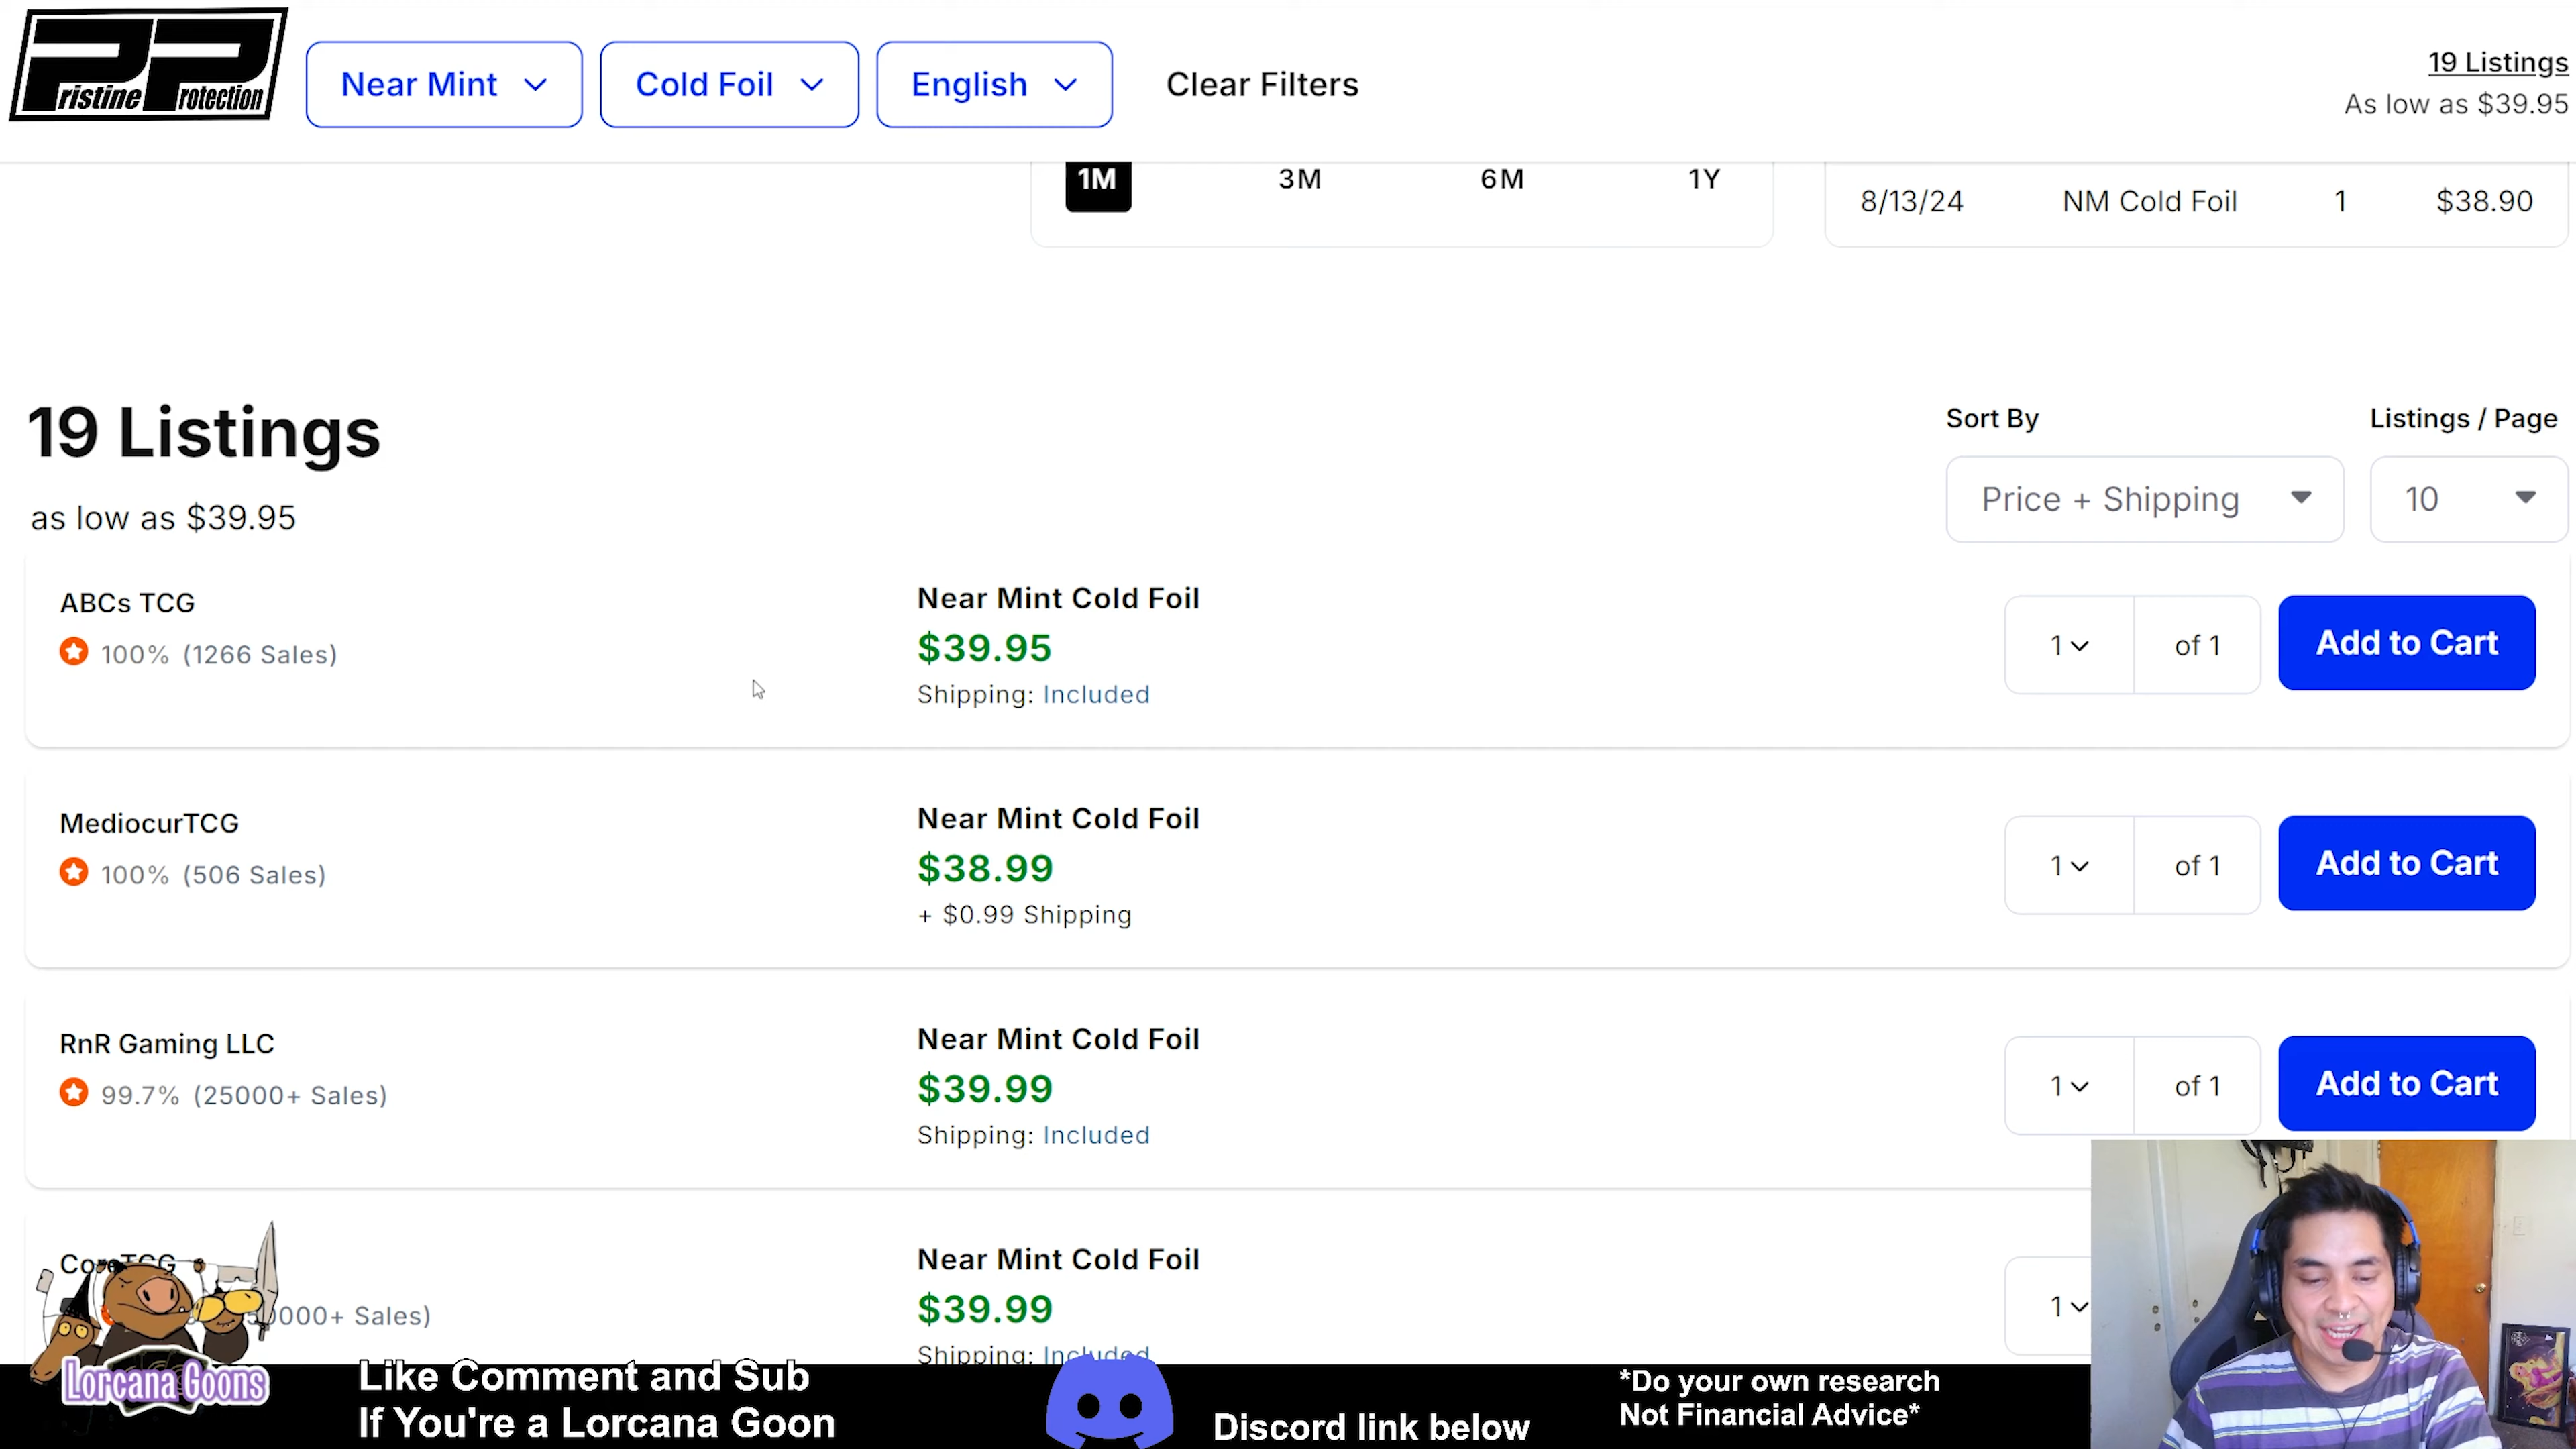 Pristine Protection
Near Mint
Cold Foil
English
Clear Filters
19 Listings
As low as $39.95
1M
3M
6M
1Y
8/13/24
NM Cold Foil
1
$38.90
19 Listings
as low as $39.95
Sort By
Listings / Page
Price + Shipping
10
ABCs TCG
100% (1266 Sales)
Near Mint Cold Foil
$39.95
Shipping: Included
1
of 1
Add to Cart
MediocurTCG
100% (506 Sales)
Near Mint Cold Foil
$38.99
+ $0.99 Shipping
1
of 1
Add to Cart
RnR Gaming LLC
99.7% (25000+ Sales)
Near Mint Cold Foil
$39.99
Shipping: Included
1
of 1
Add to Cart
CoreTCG
000+ Sales)
Near Mint Cold Foil
$39.99
Shipping: Included
1
Lorcana Goons
Like Comment and Sub
If You're a Lorcana Goon
Discord link below
*Do your own research
Not Financial Advice*